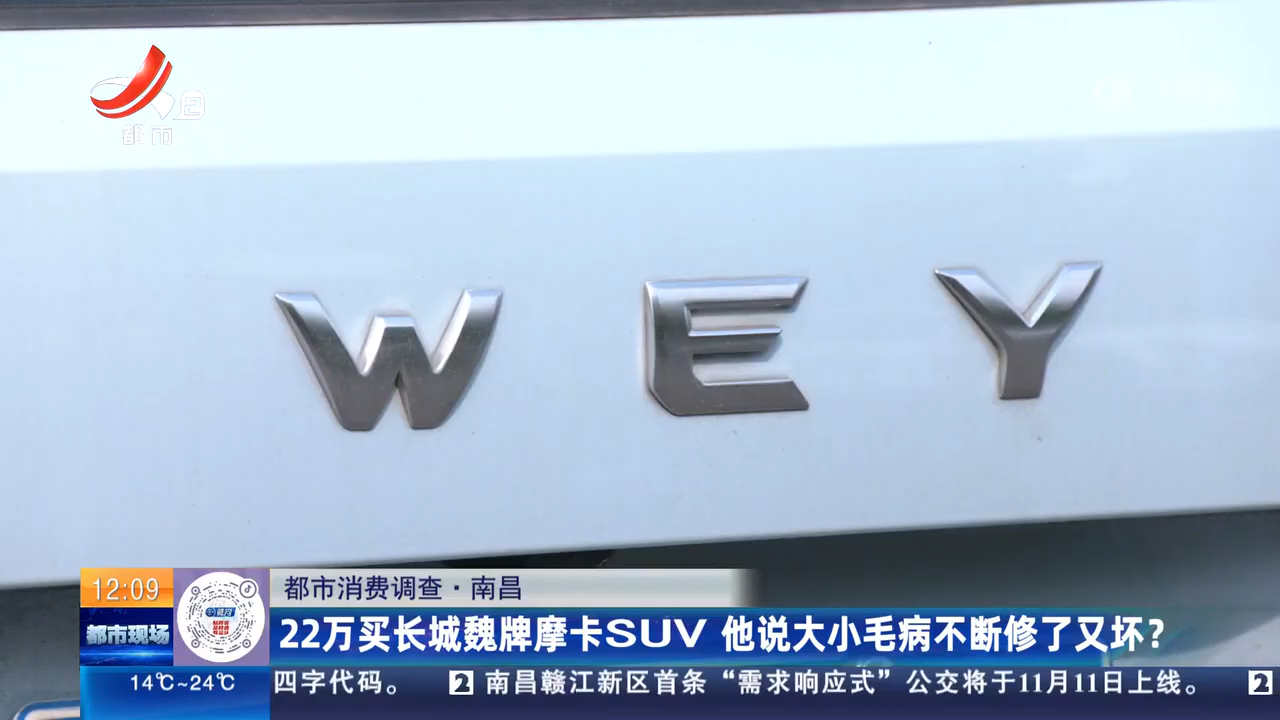 都市
W E Y
都市消费调查·南昌
12:09
都市现场
22万买长城魏牌摩卡SUV 他说大小毛病不断修了又坏?
14℃~24℃
四字代码。 2 南昌赣江新区首条“需求响应式”公交将于11月11日上线。 2